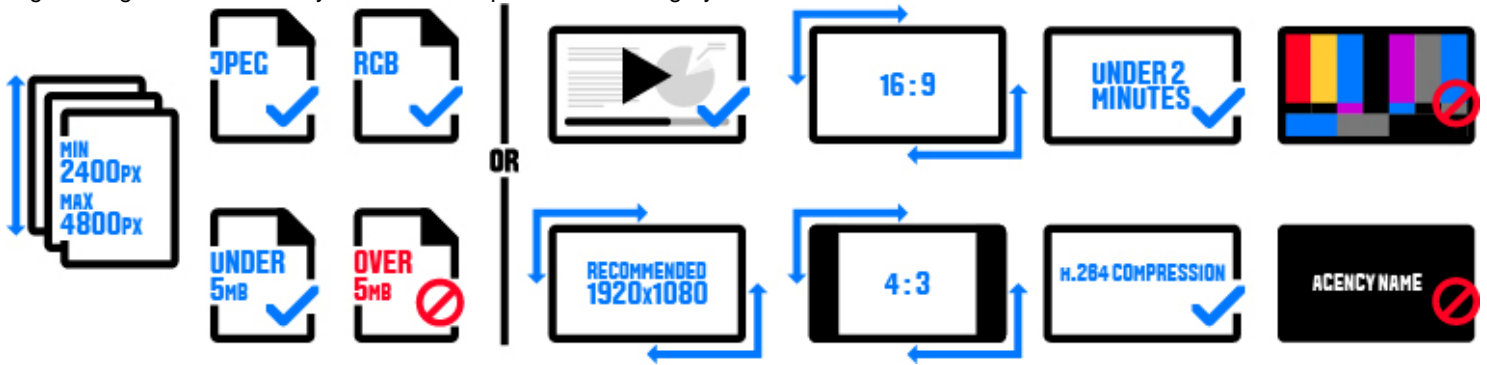 JPEG
RGB
MIN
2400PX
MAX
4800PX
UNDER
5MB
OVER
5MB
OR
16:9
UNDER 2
MINUTES
RECOMMENDED
1920X1080
4:3
H.264 COMPRESSION
AGENCY NAME